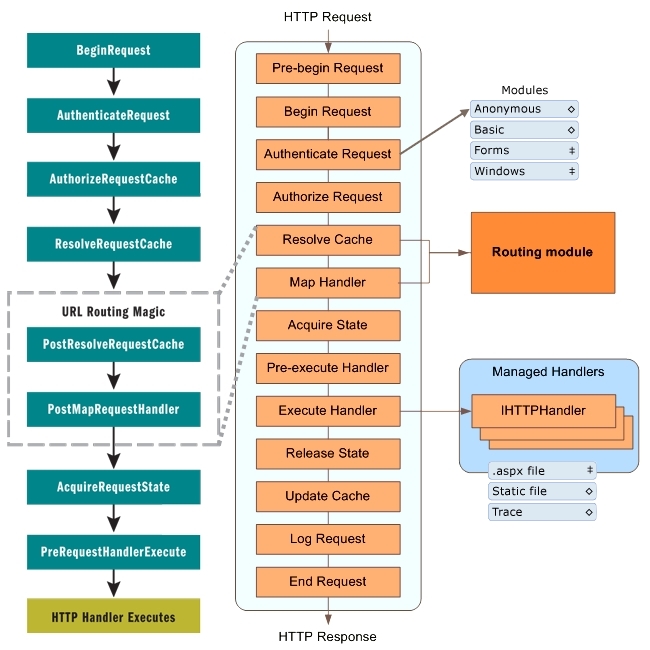 BeginRequest
AuthenticateRequest
AuthorizeRequestCache
ResolveRequestCache
URL Routing Magic
PostResolveRequestCache
PostMapRequestHandler
AcquireRequestState
PreRequestHandlerExecute
HTTP Handler Executes
HTTP Request
Pre-begin Request
Begin Request
Authenticate Request
Authorize Request
Resolve Cache
Map Handler
Acquire State
Pre-execute Handler
Execute Handler
Release State
Update Cache
Log Request
End Request
HTTP Response
Modules
Anonymous
Basic
Forms
Windows
Routing module
Managed Handlers
IHTTPHandler
.aspx file
Static file
Trace